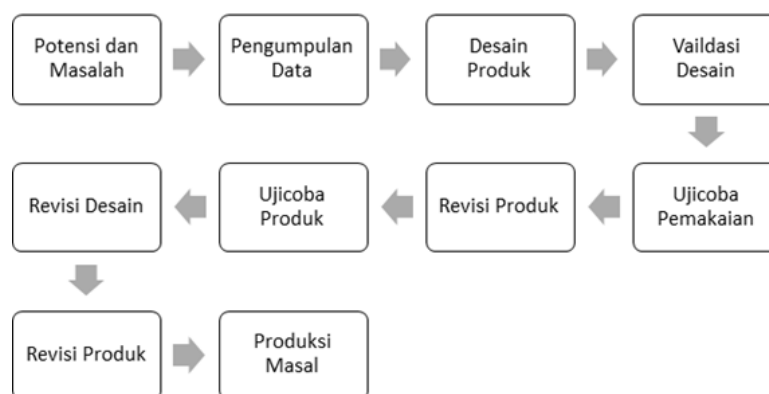 Potensi dan
Masalah
Pengumpulan
Data
Desain
Produk
Vaildasi
Desain
Ujicoba
Pemakaian
Revisi Produk
Ujicoba
Produk
Revisi Desain
Revisi Produk
Produksi
Masal